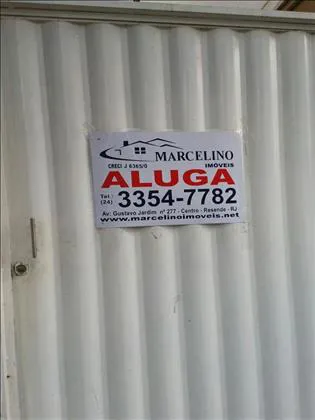 MARCELINO
CRECI J 6365/0 IMÓVEIS
ALUGA
Tel.: (24) 3354-7782
Av: Gustavo Jardim nº 277 - Centro - Resende - RJ
www.marcelinoimoveis.net